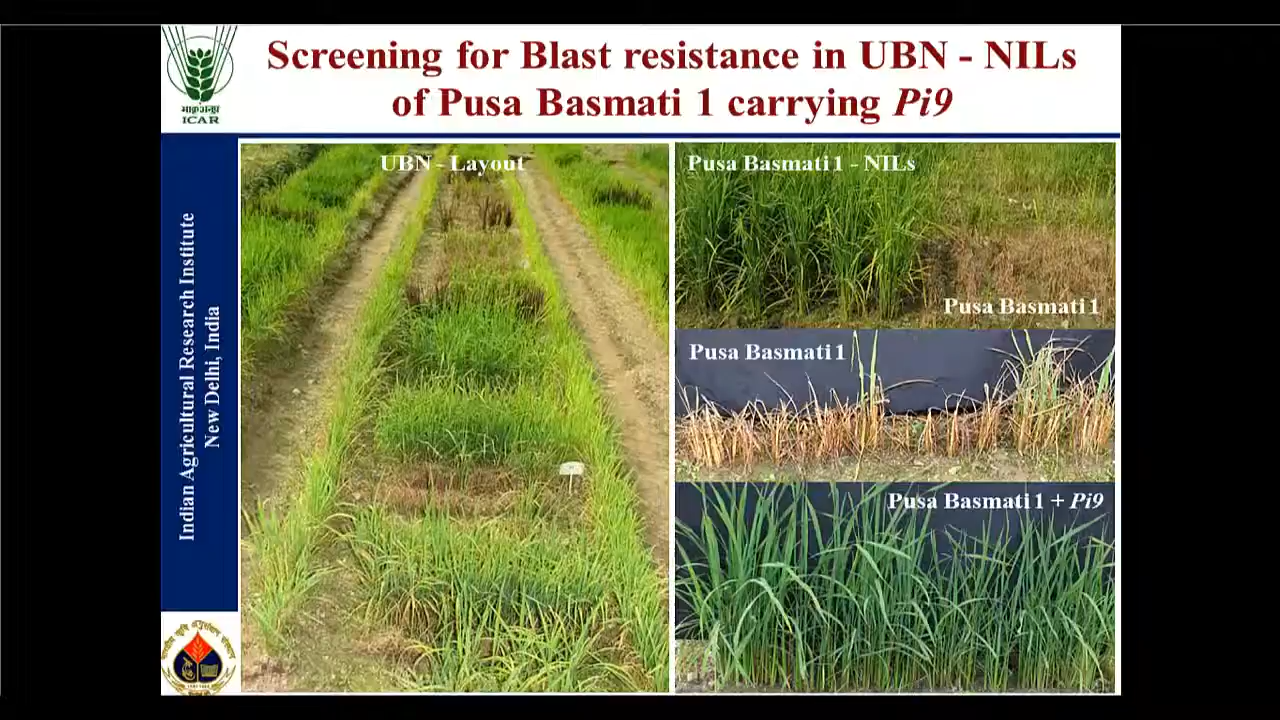 Screening for Blast resistance in UBN - NILs
of Pusa Basmati 1 carrying Pi9
ICAR
Indian Agricultural Research Institute
New Delhi, India
UBN - Layout
Pusa Basmati 1 - NILs
Pusa Basmati 1
Pusa Basmati 1
Pusa Basmati 1 + Pi9